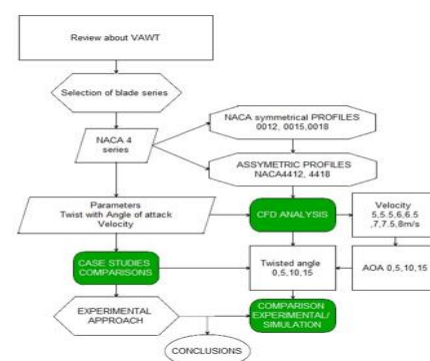 Review about VAWT
Selection of blade series
NACA symmetrical PROFILES
0012, 0015,0018
NACA 4
series
ASSYMETRIC PROFILES
NACA4412, 4418
Parameters
Twist with Angle of attack
Velocity
CFD ANALYSIS
Velocity
5,5.5,6,6.5
,7,7.5,8m/s
CASE STUDIES
COMPARISONS
Twisted angle
0,5,10,15
AOA 0,5,10,15
EXPERIMENTAL
APPROACH
COMPARISON
EXPERIMENTAL/
SIMULATION
CONCLUSIONS